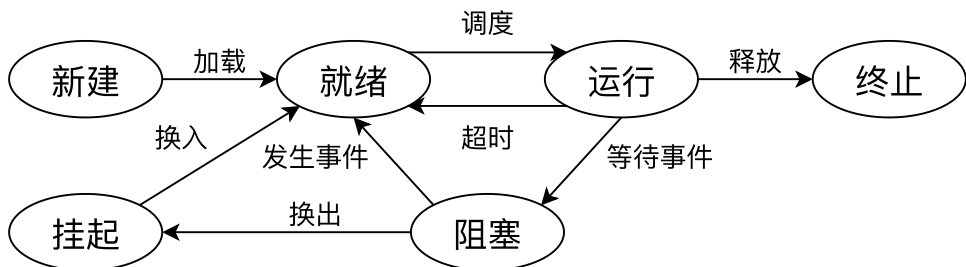 调度
加载
释放
新建
就绪
运行
终止
换入
发生事件
超时
等待事件
换出
挂起
阻塞